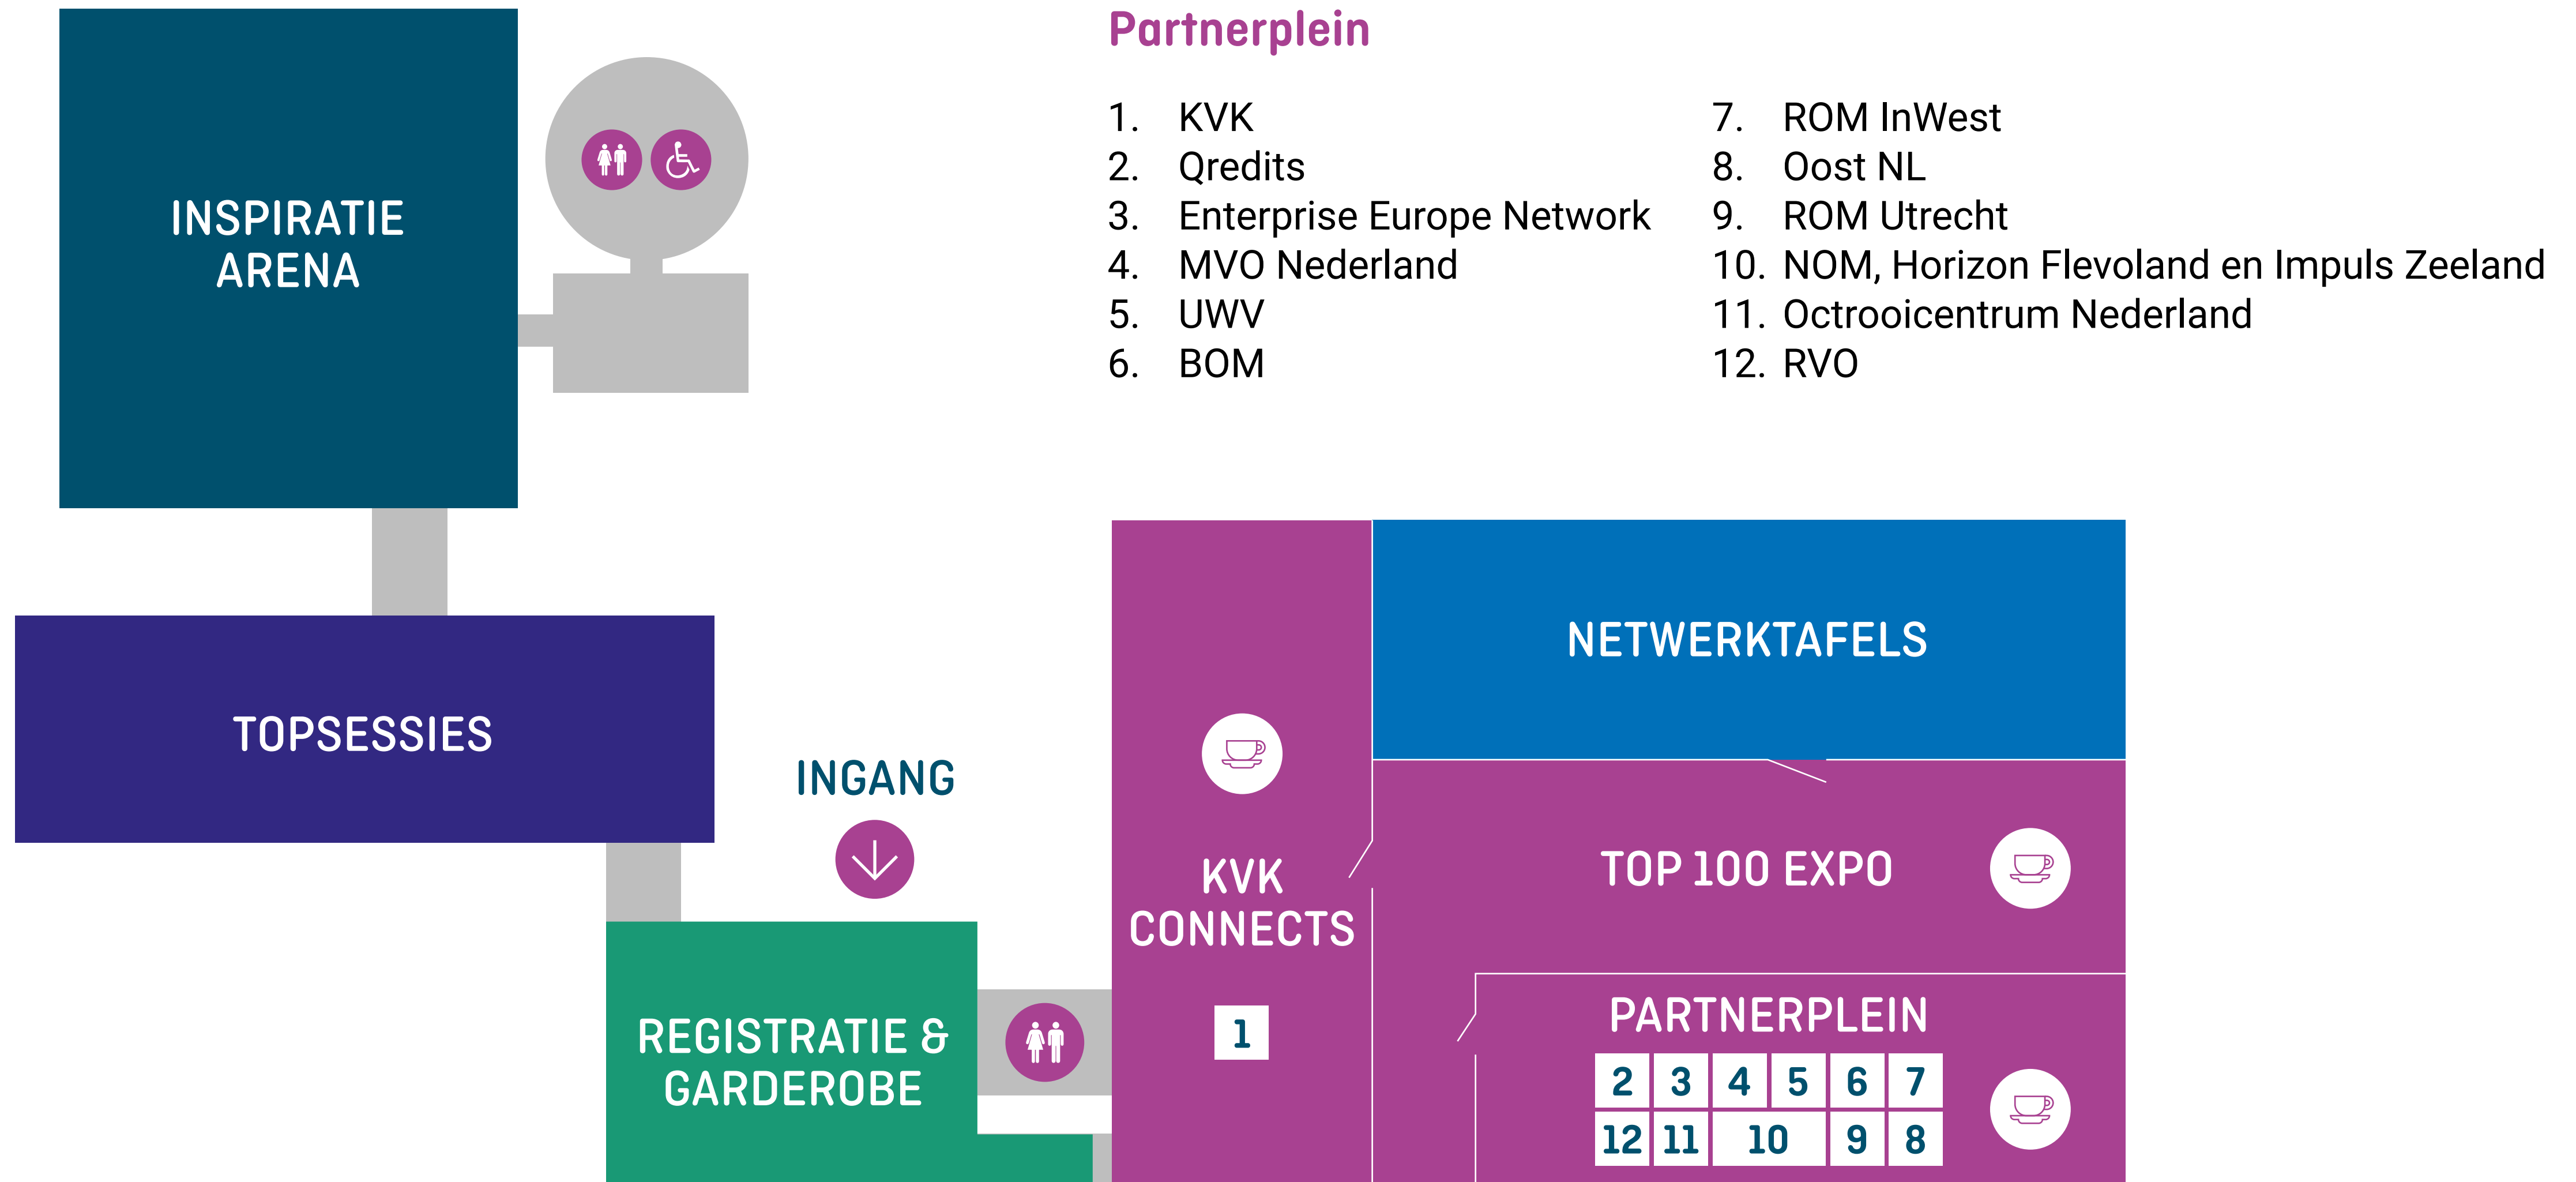 Partnerplein
1. KVK
2. Qredits
3. Enterprise Europe Network
4. MVO Nederland
5. UWV
6. BOM
7. ROM InWest
8. Oost NL
9. ROM Utrecht
10. NOM, Horizon Flevoland en Impuls Zeeland
11. Octrooicentrum Nederland
12. RVO
INSPIRATIE
ARENA
TOPSESSIES
INGANG
REGISTRATIE &
GARDEROBE
KVK
CONNECTS
1
NETWERKTAFELS
TOP 100 EXPO
PARTNERPLEIN
2 3 4 5 6 7
12 11 10 9 8